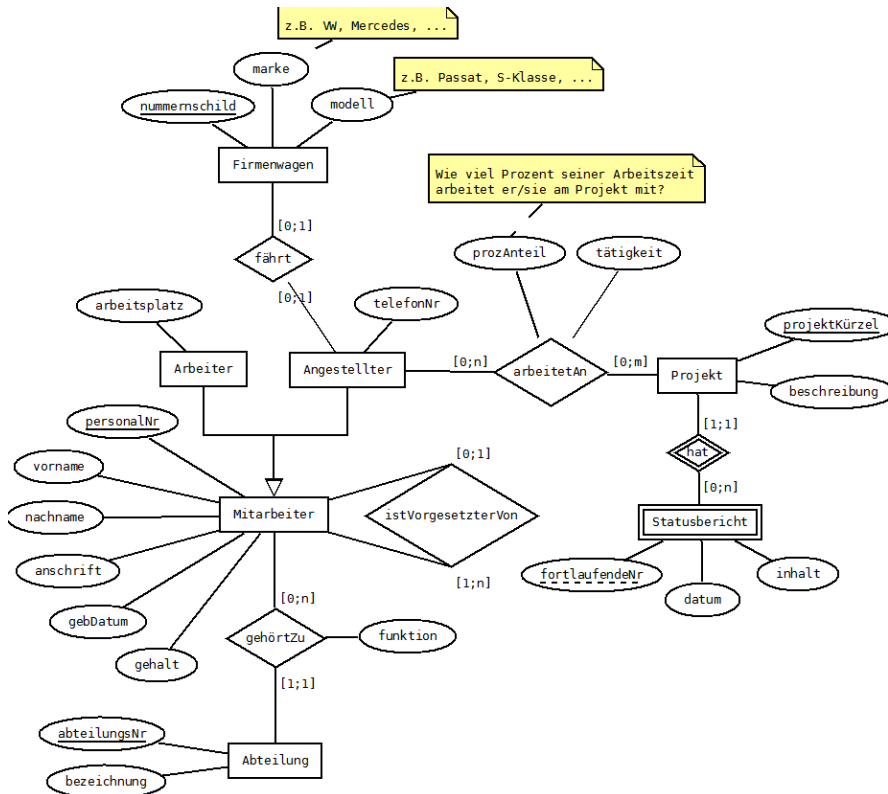 z.B. VW, Mercedes, ...
marke
z.B. Passat, S-Klasse, ...
nummernschild
modell
Firmenwagen
Wie viel Prozent seiner Arbeitszeit
arbeitet er/sie am Projekt mit?
[0;1]
fährt
prozAnteil
tätigkeit
[0;1]
arbeitsplatz
telefonNr
projektKürzel
Arbeiter
Angestellter
[0;n]
arbeitetAn
[0;m]
Projekt
beschreibung
personalNr
[1;1]
hat
vorname
[0;1]
[0;n]
nachname
Mitarbeiter
istVorgesetzterVon
Statusbericht
anschrift
[1;n]
fortlaufendeNr
inhalt
datum
gebDatum
[0;n]
gehalt
gehörtZu
funktion
[1;1]
abteilungsNr
Abteilung
bezeichnung